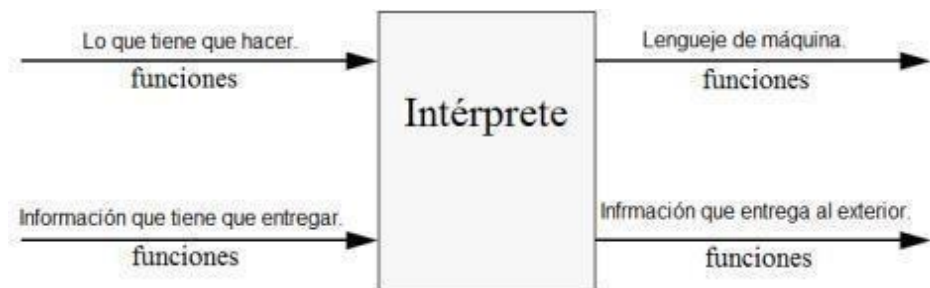 Lo que tiene que hacer.
funciones
Lengueje de máquina.
funciones
Intérprete
Información que tiene que entregar.
funciones
Infrmación que entrega al exterior.
funciones